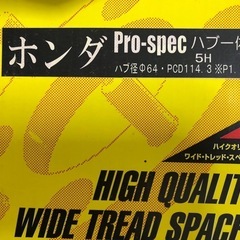 ホンダ Pro-spec ハブ一体
5H
ハブ径Φ64・PCD114.3 ※P1.
ハイクオリ
ワイド・トレッド・スペ
HIGH QUALIT
WIDE TREAD SPACE